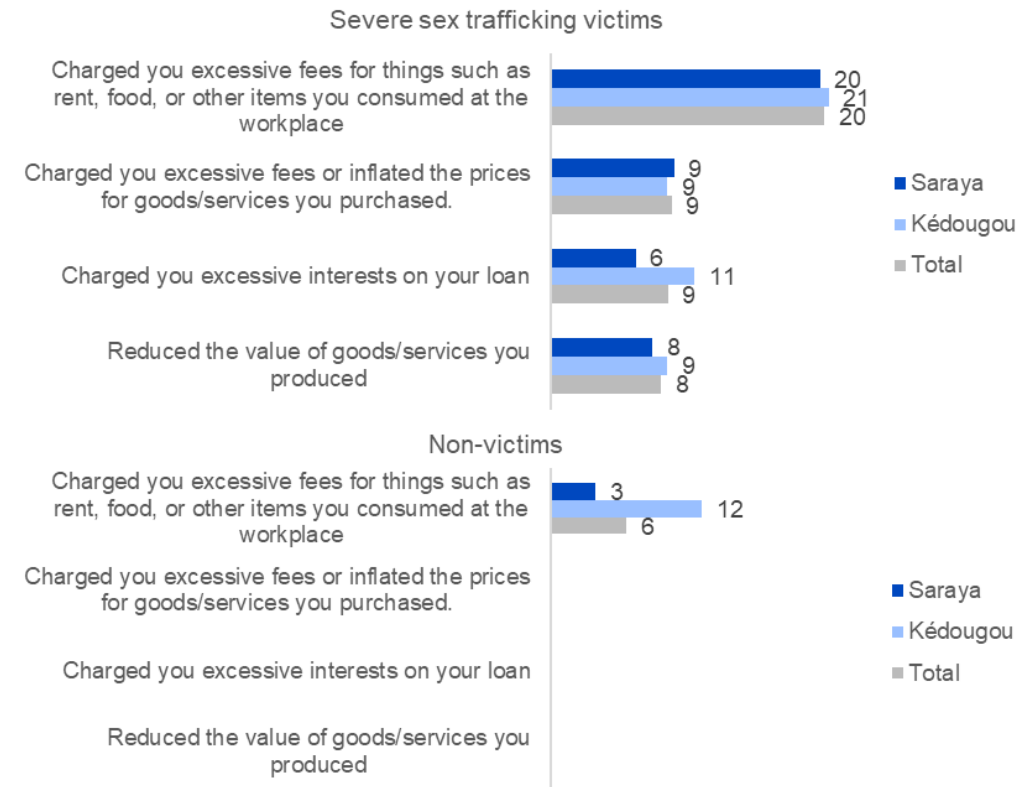 Severe sex trafficking victims
Charged you excessive fees for things such as
rent, food, or other items you consumed at the
workplace
20
21
20
Charged you excessive fees or inflated the prices
for goods/services you purchased.
9
9
9
Charged you excessive interests on your loan
6
11
9
Reduced the value of goods/services you
produced
8
9
8
Saraya
Kédougou
Total
Non-victims
Charged you excessive fees for things such as
rent, food, or other items you consumed at the
workplace
3
12
6
Charged you excessive fees or inflated the prices
for goods/services you purchased.
Charged you excessive interests on your loan
Reduced the value of goods/services you
produced
Saraya
Kédougou
Total